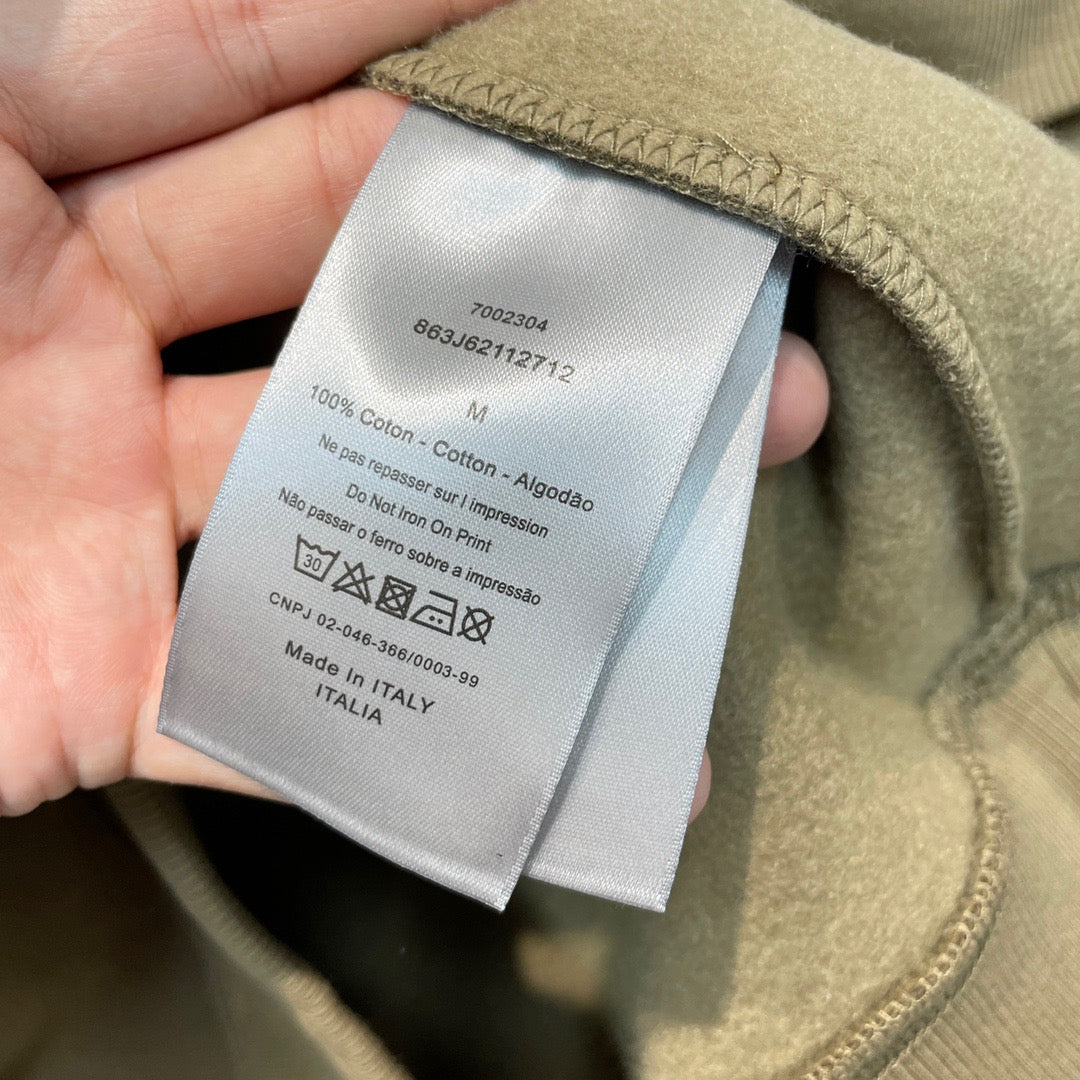 7002304
863J62112712
M
100% Coton - Cotton - Algodão
Ne pas repasser sur l impression
Do Not Iron On Print
Não passar o ferro sobre a impressão
30
CNPJ 02-046-366/0003-99
Made in ITALY
ITALIA